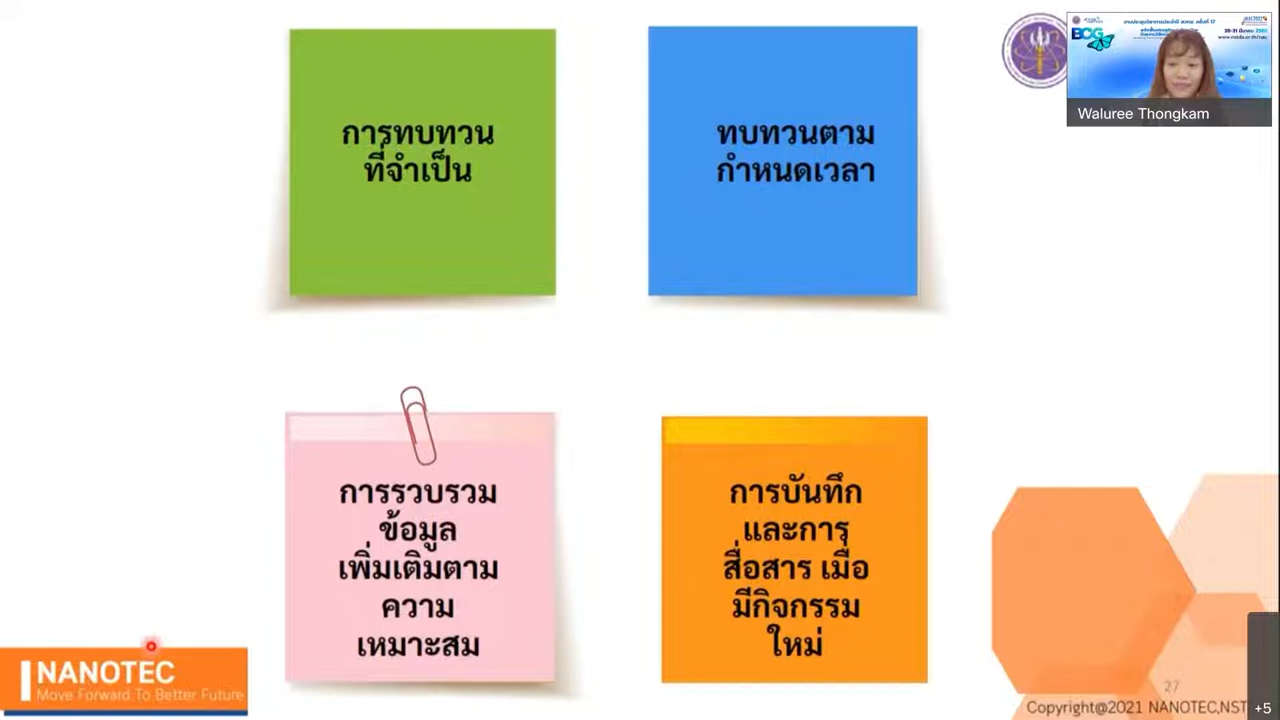 การทบทวน
ที่จำเป็น
ทบทวนตาม
กำหนดเวลา
การรวบรวม
ข้อมูล
เพิ่มเติมตาม
ความ
เหมาะสม
การบันทึก
และการ
สื่อสาร เมื่อ
มีกิจกรรม
ใหม่
BCG
Waluree Thongkam
NANOTEC
Move Forward To Better Future
27
Copyright@2021 NANOTEC,NST
+5